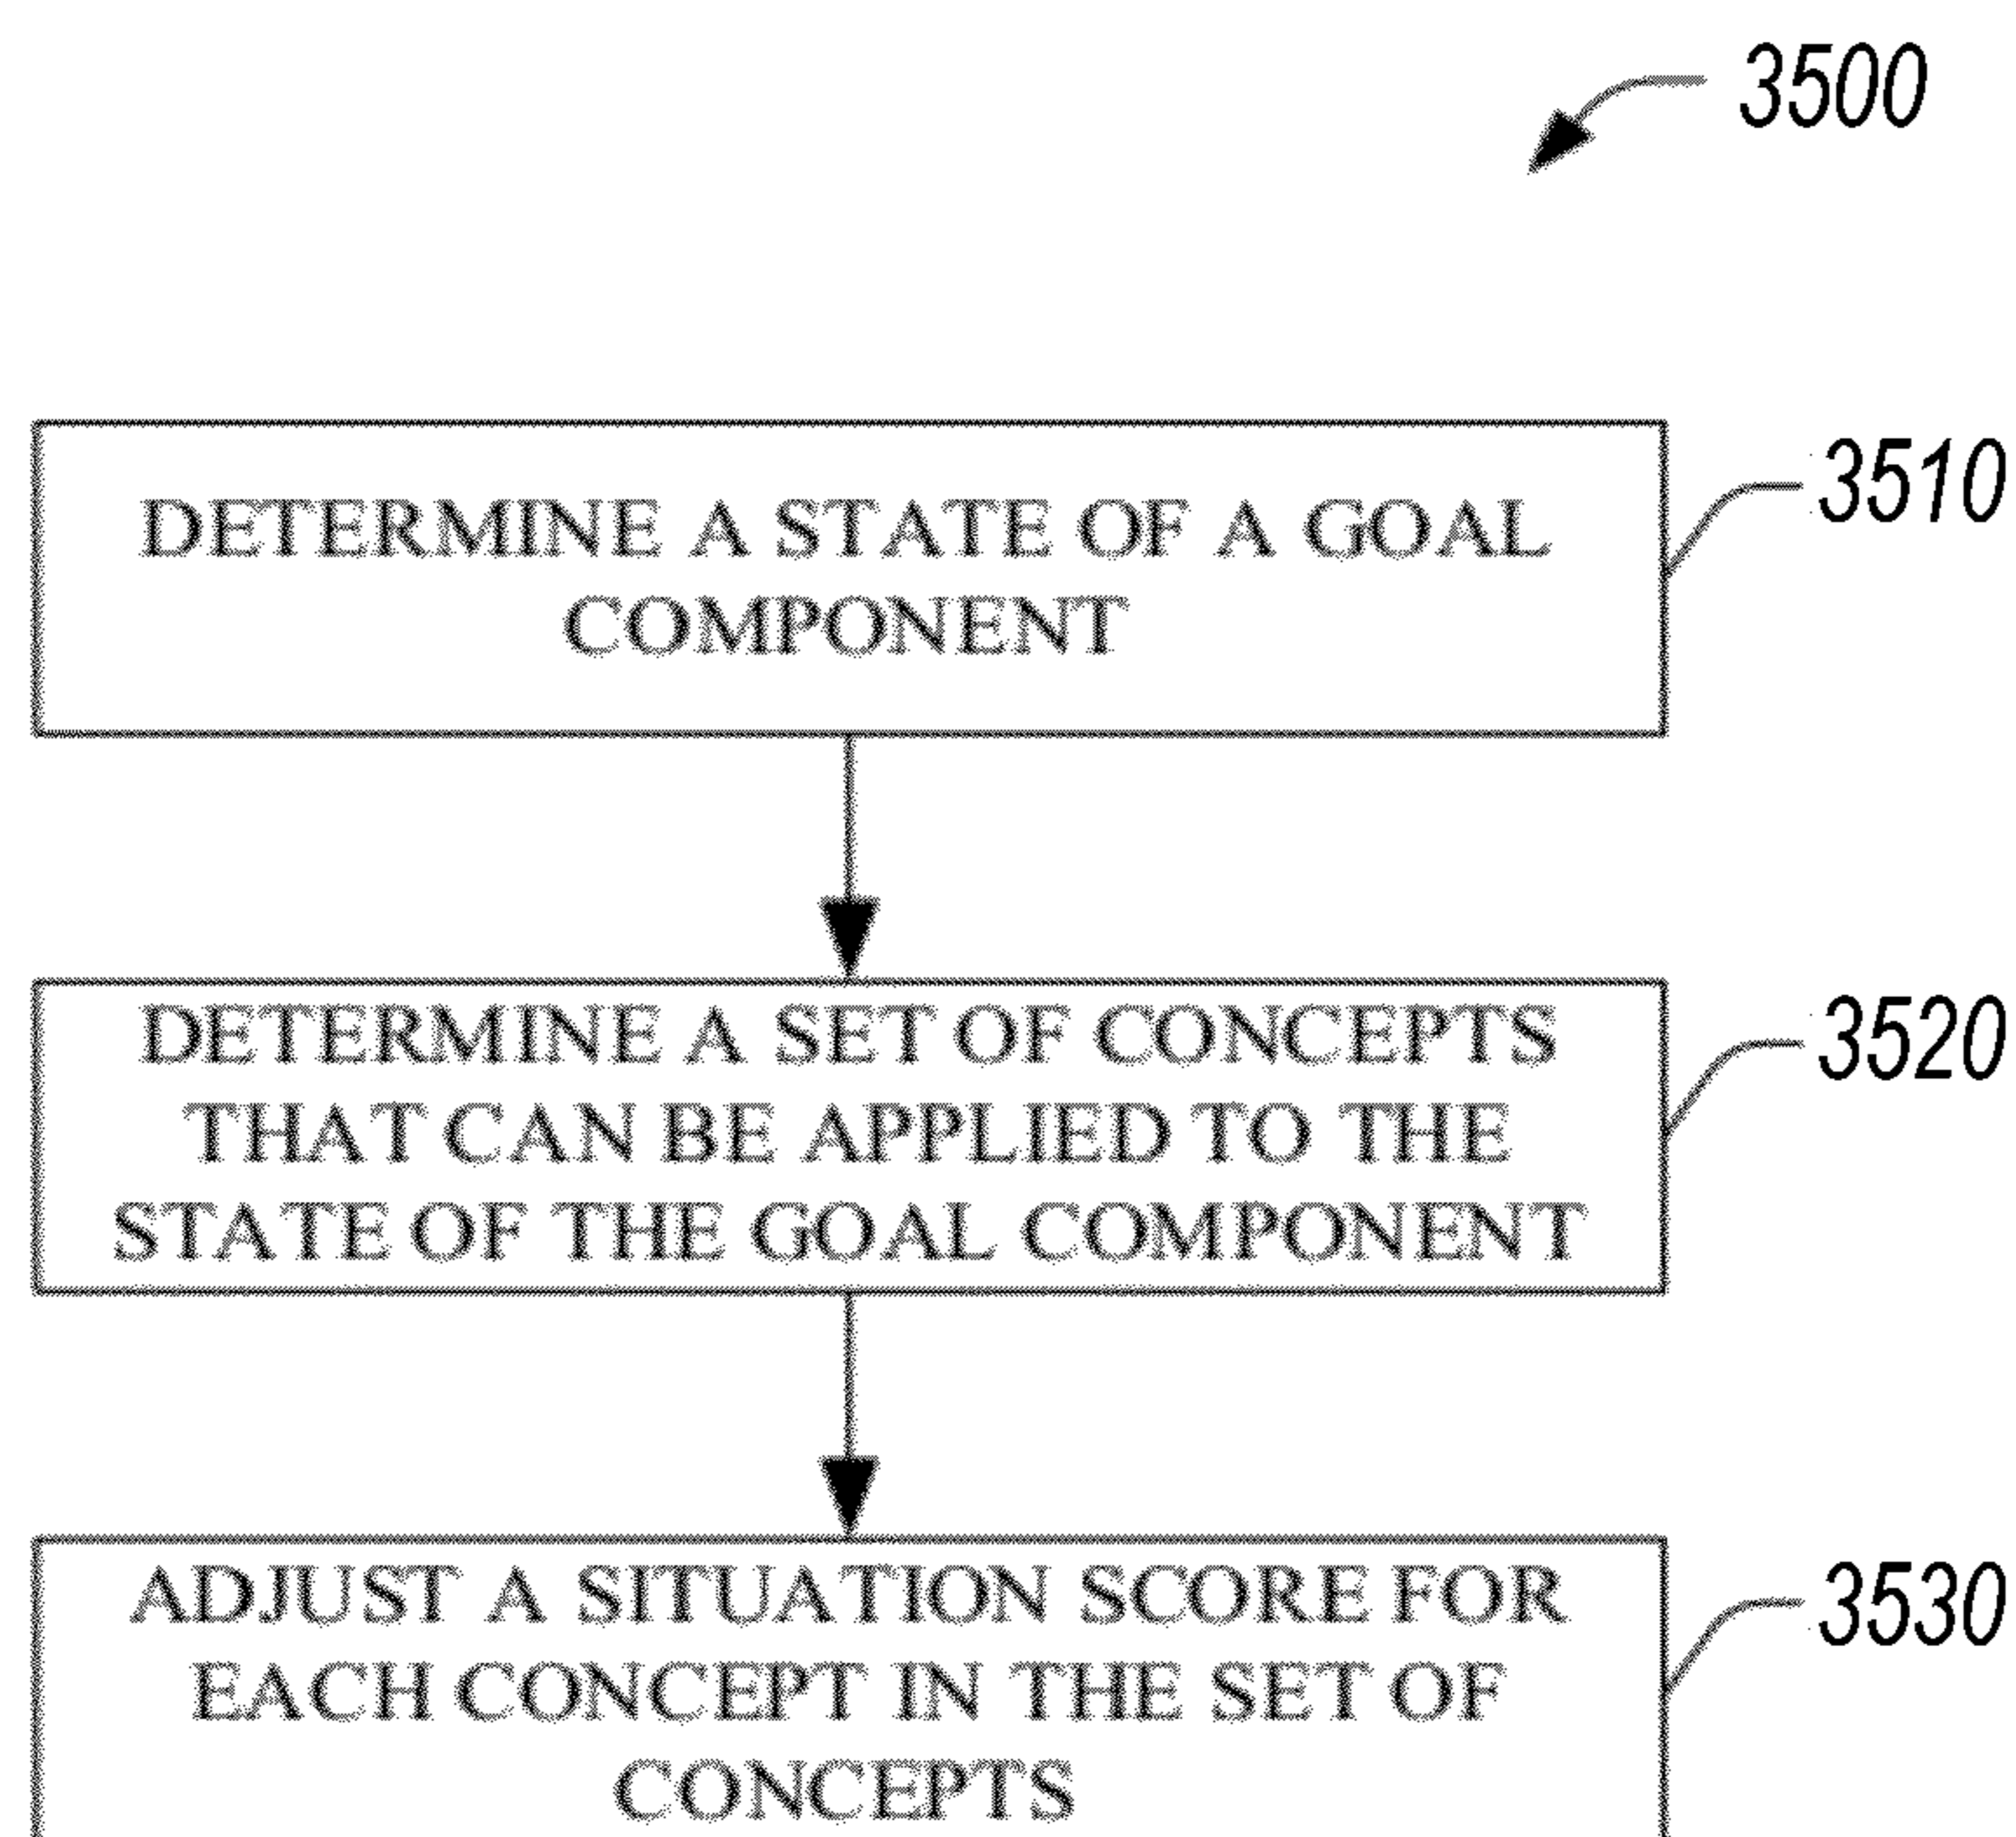 3500
DETERMINE A STATE OF A GOAL
COMPONENT
3510
DETERMINE A SET OF CONCEPTS
THAT CAN BE APPLIED TO THE
STATE OF THE GOAL COMPONENT
3520
ADJUST A SITUATION SCORE FOR
EACH CONCEPT IN THE SET OF
CONCEPTS
3530